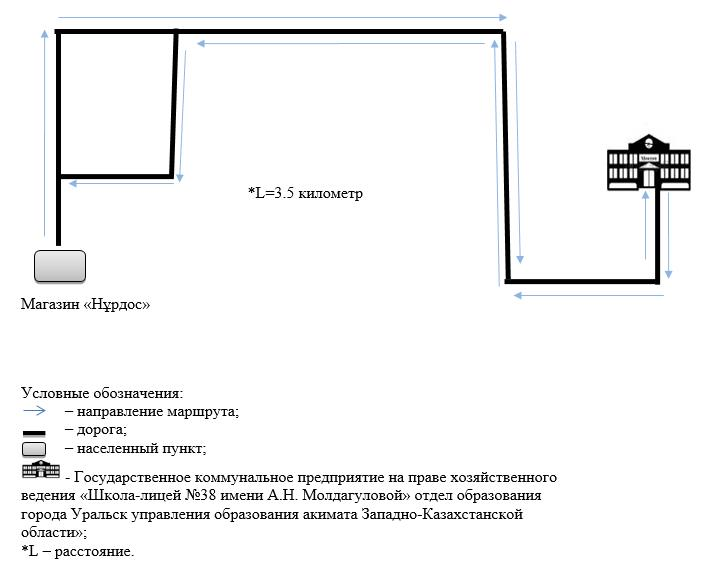 *L=3.5 километр
Магазин «Нұрдос»
Условные обозначения:
– направление маршрута;
– дорога;
– населенный пункт;
- Государственное коммунальное предприятие на праве хозяйственного
ведения «Школа-лицей №38 имени А.Н. Молдагуловой» отдел образования
города Уральск управления образования акимата Западно-Казахстанской
области»;
*L – расстояние.